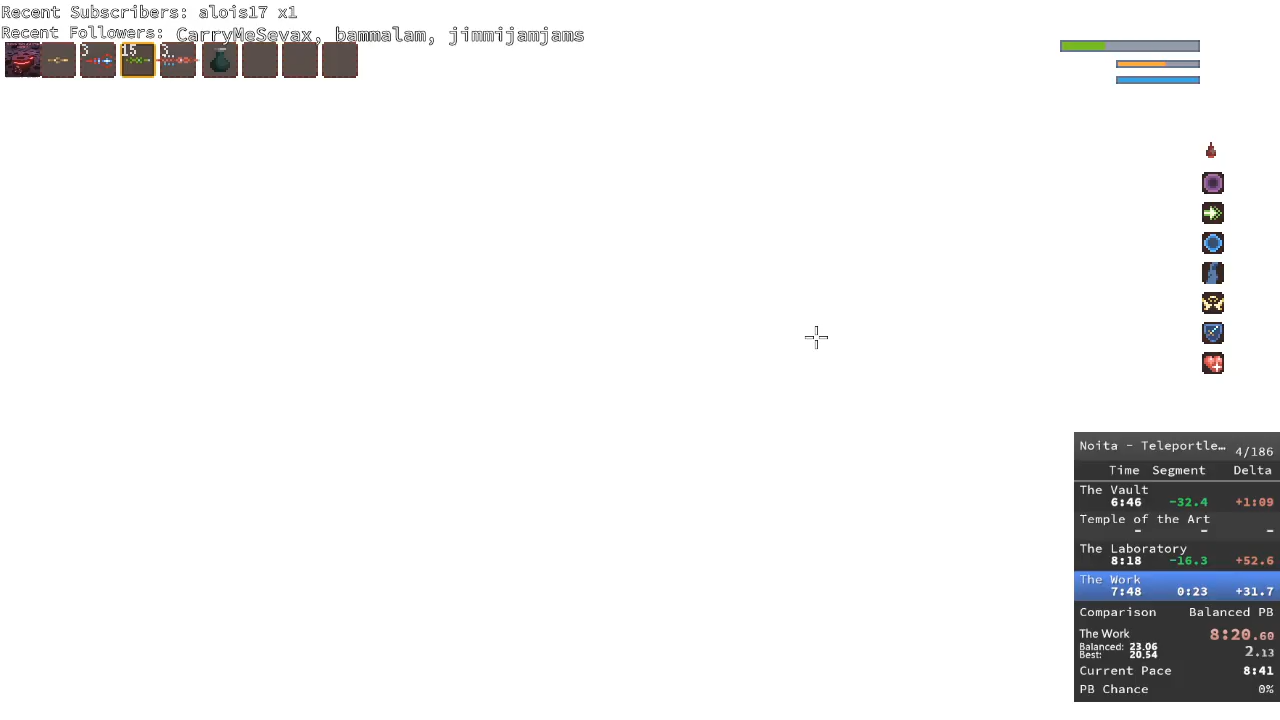 Recent Subscribers: alois17 x1
Recent Followers: CarryMeSevax, bammalam, jimmijamjams
3 15 3
Noita - Teleportle… 4/186
Time Segment Delta
The Vault
6:46 -32.4 +1:09
Temple of the Art
- - -
The Laboratory
8:18 -16.3 +52.6
The Work
7:48 0:23 +31.7
Comparison Balanced PB
The Work 8:20.60
Balanced: 23.06
Best: 20.54 2.13
Current Pace 8:41
PB Chance 0%